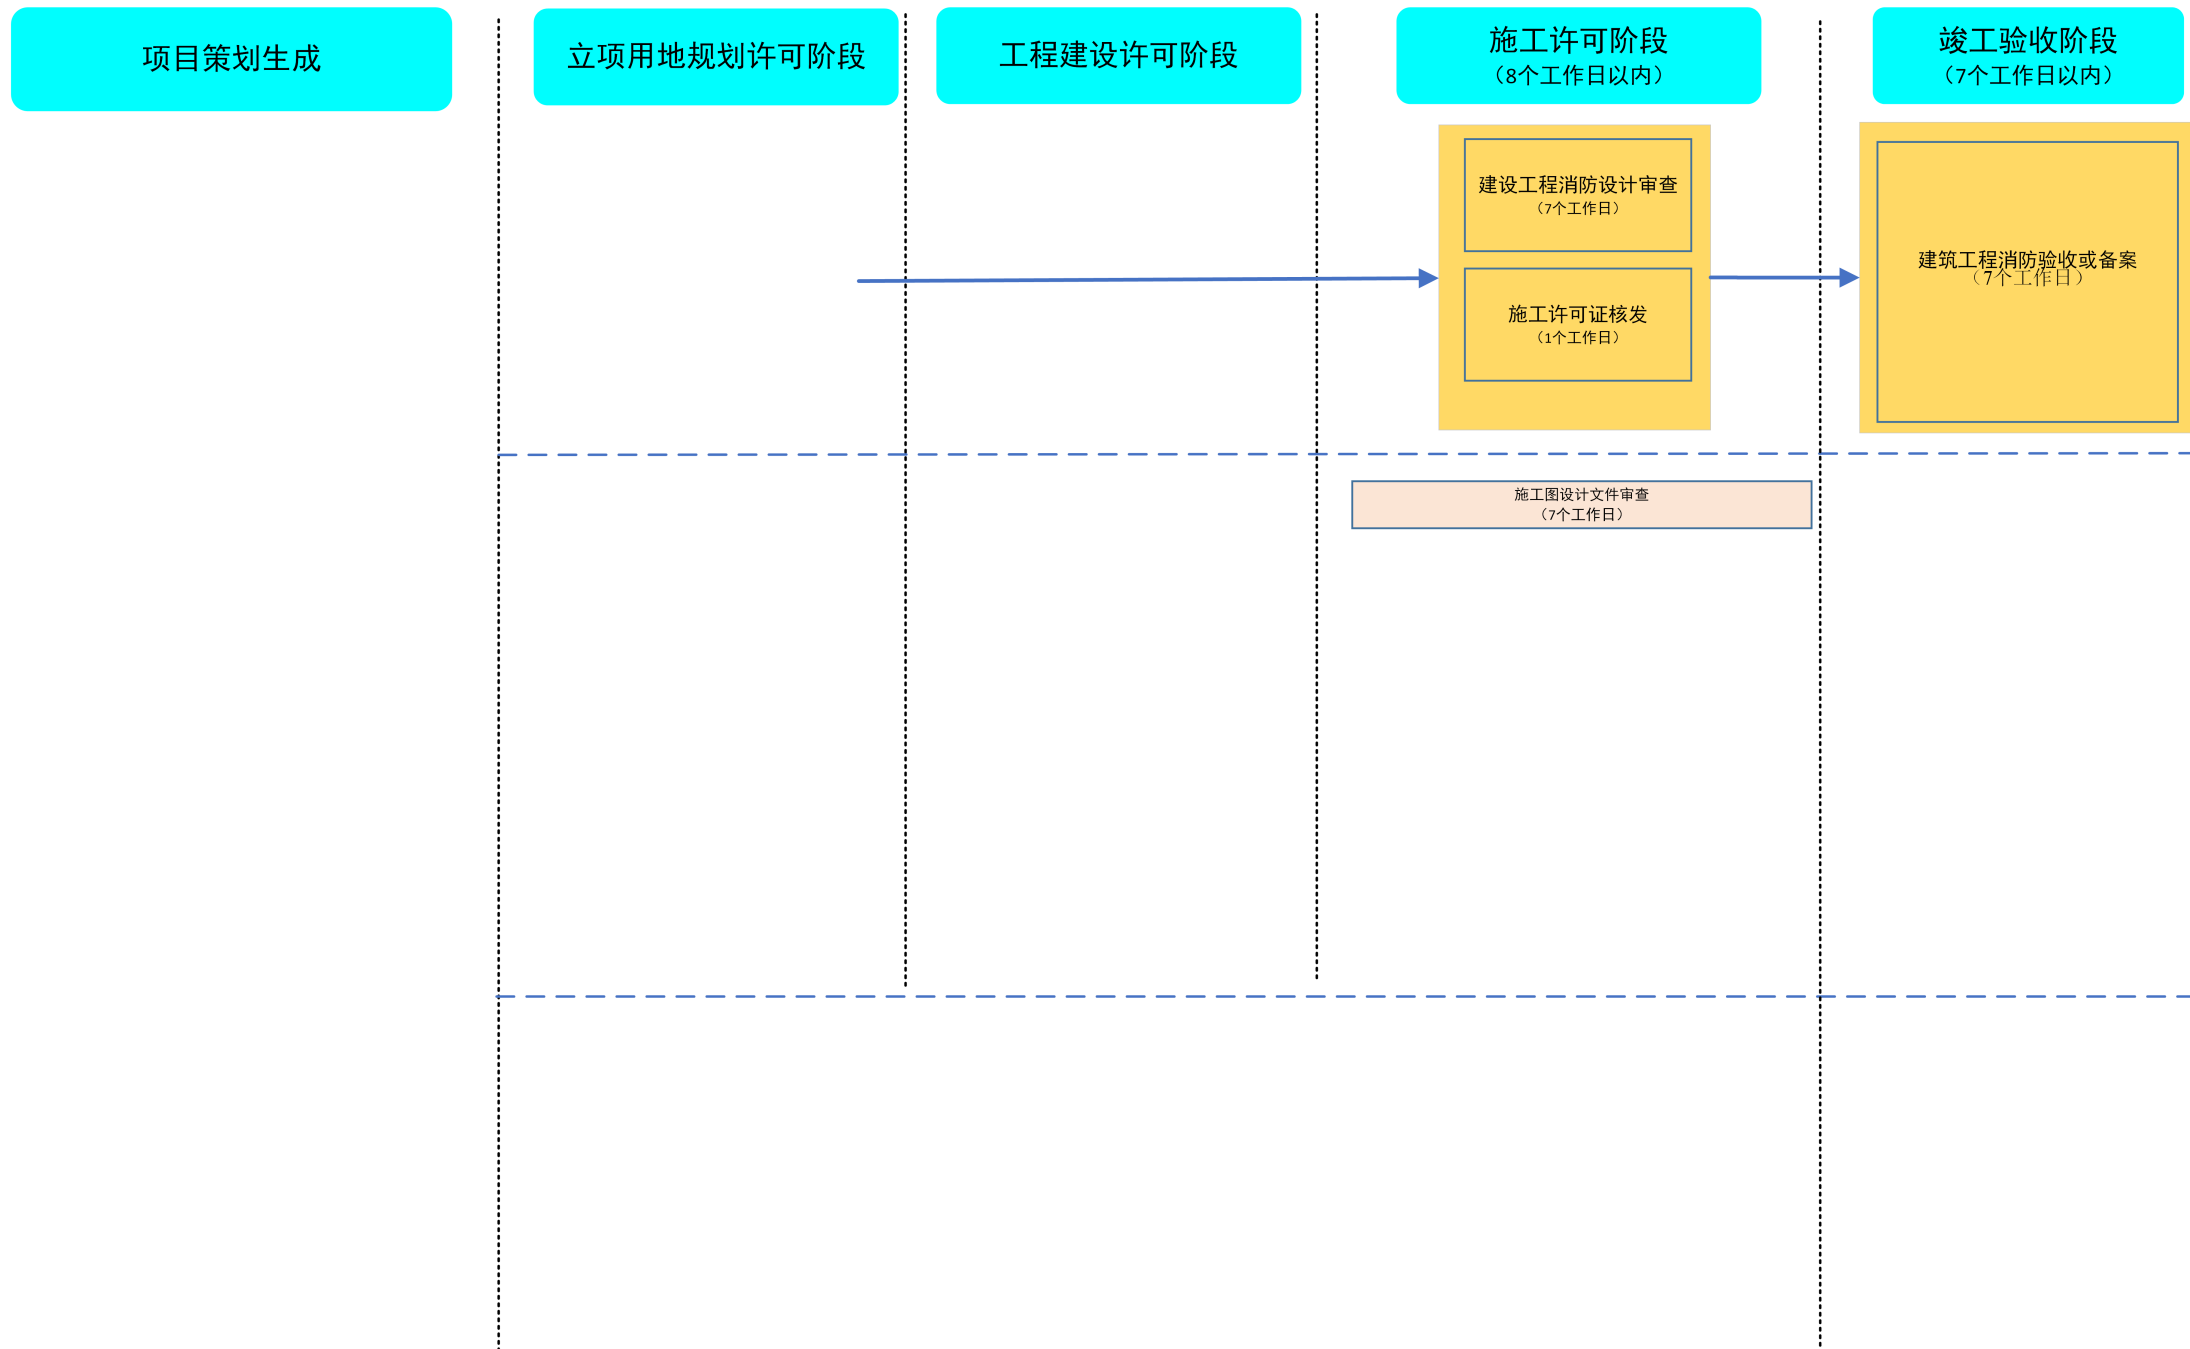 项目策划生成
立项用地规划许可阶段
工程建设许可阶段
施工许可阶段
（8个工作日以内）
竣工验收阶段
（7个工作日以内）
建设工程消防设计审查
（7个工作日）
施工许可证核发
（1个工作日）
建筑工程消防验收或备案
（7个工作日）
施工图设计文件审查
（7个工作日）